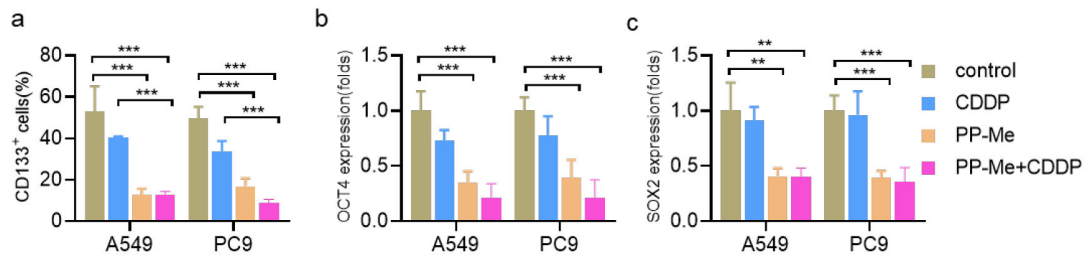 a
CD133+ cells(%)
80
60
40
20
0
***
***
***
***
***
***
A549
PC9
b
OCT4 expression(folds)
1.5
1.0
0.5
0.0
***
***
***
***
A549
PC9
c
SOX2 expression(folds)
1.5
1.0
0.5
0.0
**
**
***
***
A549
PC9
control
CDDP
PP-Me
PP-Me+CDDP